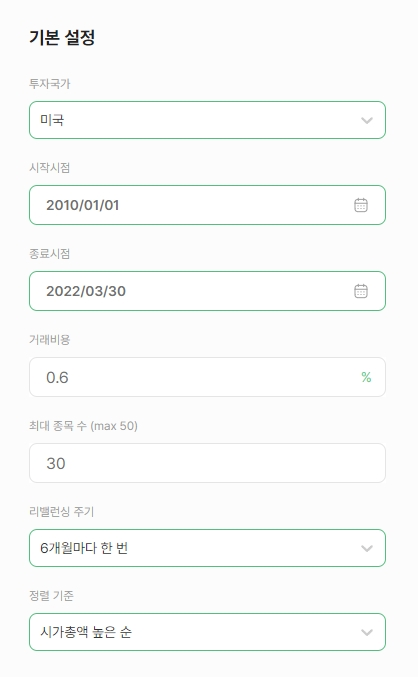 기본 설정
투자국가
미국
시작시점
2010/01/01
종료시점
2022/03/30
거래비용
0.6 %
최대 종목 수 (max 50)
30
리밸런싱 주기
6개월마다 한 번
정렬 기준
시가총액 높은 순